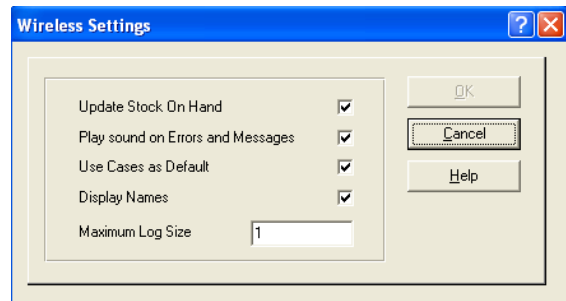 Wireless Settings
Update Stock On Hand
Play sound on Errors and Messages
Use Cases as Default
Display Names
Maximum Log Size 1
OK
Cancel
Help